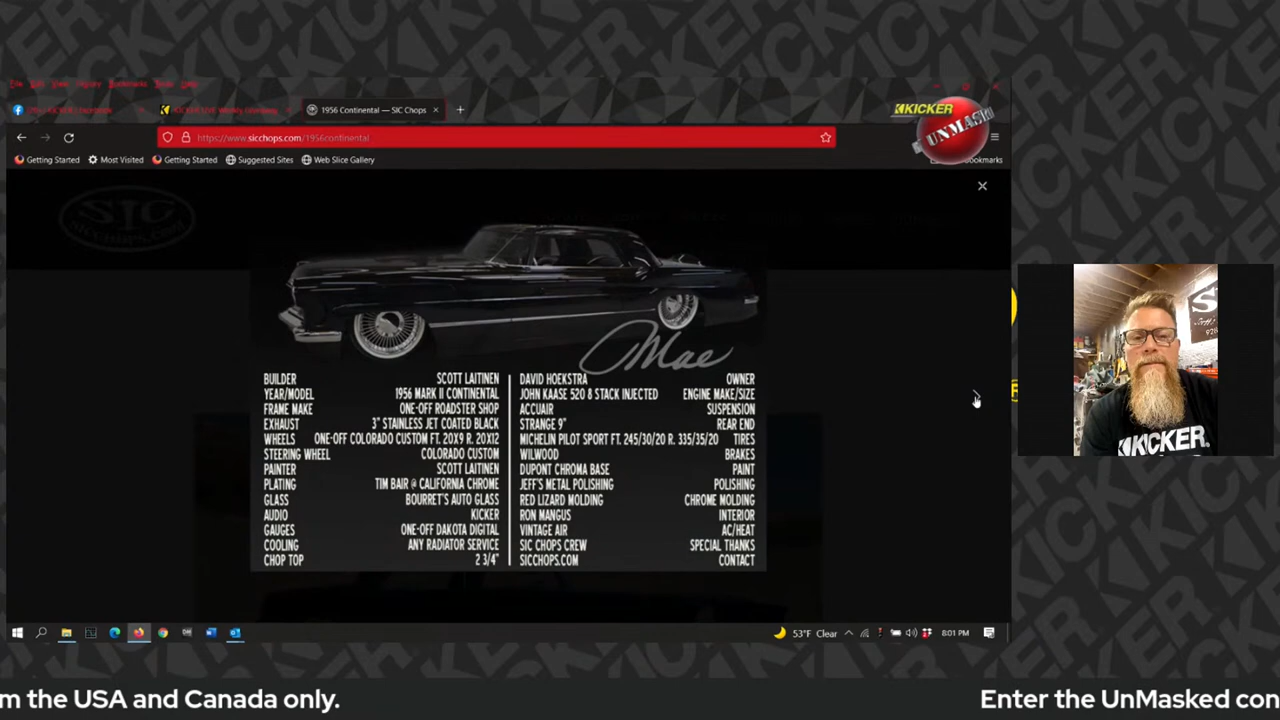 1956 Continental — SIC Chops
https://www.sicchops.com/1956continental
KICKER
UNMASKED
Getting Started
Most Visited
Getting Started
Suggested Sites
Web Slice Gallery
SIC
SICCHOPS.COM
Mae
BUILDER SCOTT LAITINEN
YEAR/MODEL 1956 MARK II CONTINENTAL
FRAME MAKE ONE-OFF ROADSTER SHOP
EXHAUST 3" STAINLESS JET COATED BLACK
WHEELS ONE-OFF COLORADO CUSTOM FT. 20X9 R. 20X12
STEERING WHEEL COLORADO CUSTOM
PAINTER SCOTT LAITINEN
PLATING TIM BAIR @ CALIFORNIA CHROME
GLASS BOURRET'S AUTO GLASS
AUDIO KICKER
GAUGES ONE-OFF DAKOTA DIGITAL
COOLING ANY RADIATOR SERVICE
CHOP TOP 2 3/4"
DAVID HOEKSTRA OWNER
JOHN KAASE 520 8 STACK INJECTED ENGINE MAKE/SIZE
ACCUAIR SUSPENSION
STRANGE 9" REAR END
MICHELIN PILOT SPORT FT. 245/30/20 R. 335/35/20 TIRES
WILWOOD BRAKES
DUPONT CHROMA BASE PAINT
JEFF'S METAL POLISHING POLISHING
RED LIZARD MOLDING CHROME MOLDING
RON MANGUS INTERIOR
VINTAGE AIR AC/HEAT
SIC CHOPS CREW SPECIAL THANKS
SICCHOPS.COM CONTACT
KICKER.
53°F Clear
8:01 PM
m the USA and Canada only.
Enter the UnMasked con